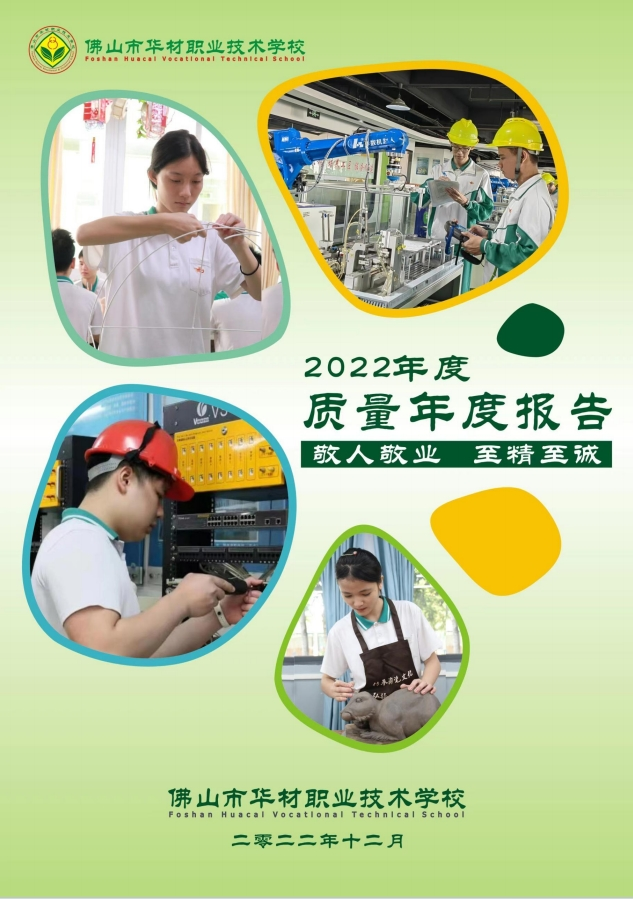 佛山市华材职业技术学校
Foshan Huacai Vocational Technical School
2022年度
质量年度报告
敬人敬业 至精至诚
佛山市华材职业技术学校
Foshan Huacai Vocational Technical School
二零二二年十二月